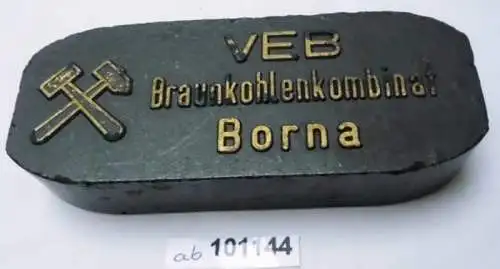 VEB
Braunkohlenkombinat
Borna
ab 101144